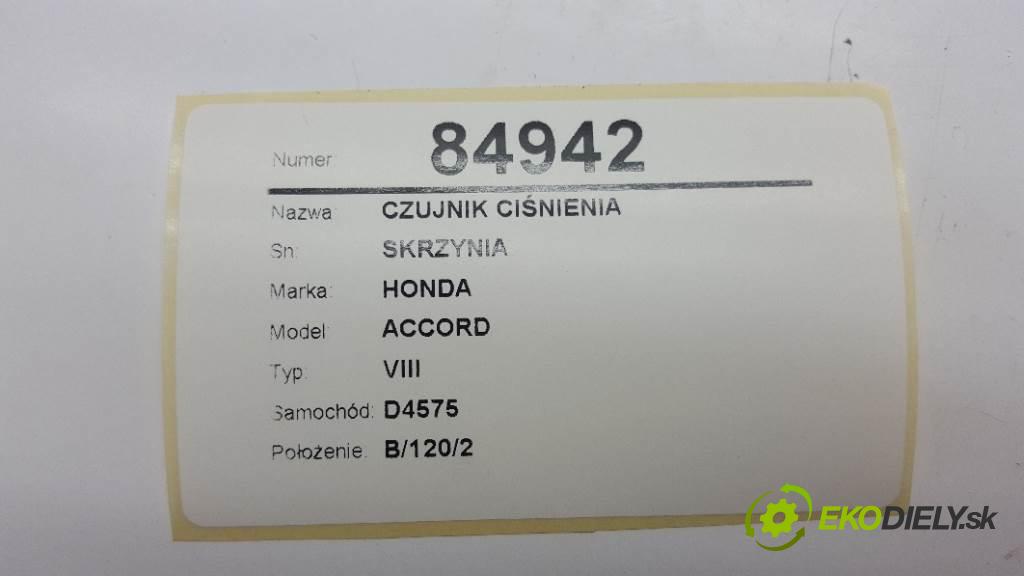 Numer: 84942
Nazwa: CZUJNIK CIŚNIENIA
Sn: SKRZYNIA
Marka: HONDA
Model: ACCORD
Typ: VIII
Samochód: D4575
Położenie: B/120/2
EKODIELY.sk